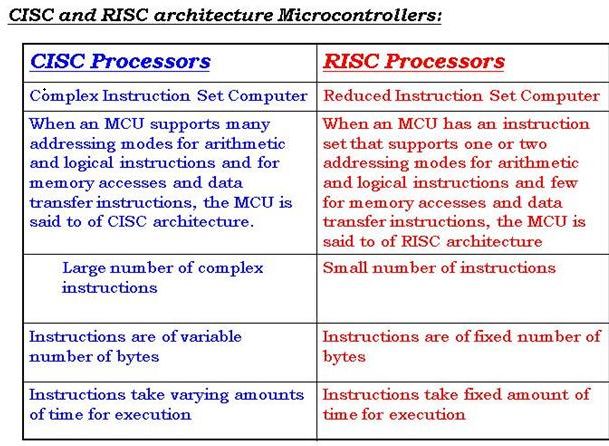 CISC and RISC architecture Microcontrollers:
CISC Processors
RISC Processors
Complex Instruction Set Computer
Reduced Instruction Set Computer
When an MCU supports many
addressing modes for arithmetic
and logical instructions and for
memory accesses and data
transfer instructions, the MCU is
said to of CISC architecture.
When an MCU has an instruction
set that supports one or two
addressing modes for arithmetic
and logical instructions and few
for memory accesses and data
transfer instructions, the MCU is
said to of RISC architecture
Large number of complex
instructions
Small number of instructions
Instructions are of variable
number of bytes
Instructions are of fixed number of
bytes
Instructions take varying amounts
of time for execution
Instructions take fixed amount of
time for execution